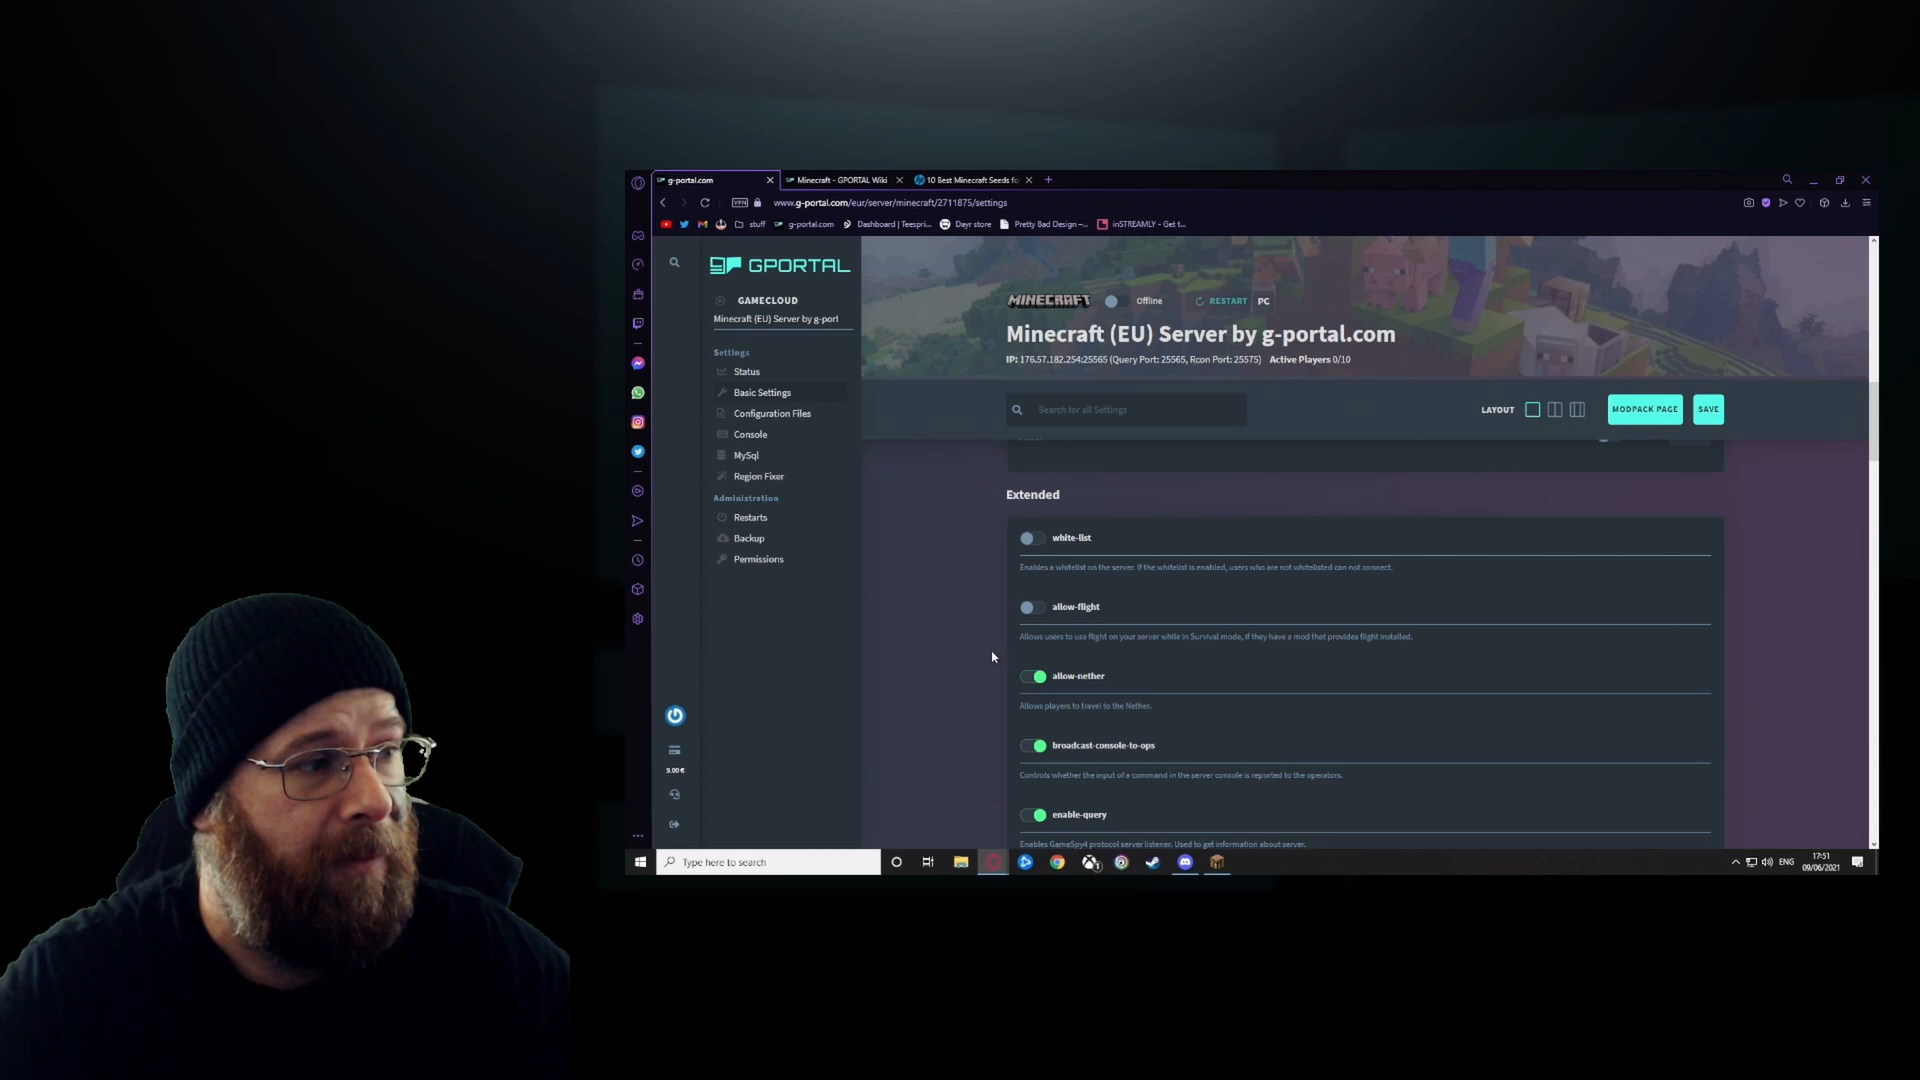 g-portal.com
Minecraft - GPORTAL Wiki
10 Best Minecraft Seeds fo
VPN
www.g-portal.com/eur/server/minecraft/2711875/settings
stuff
g-portal.com
Dashboard | Teespri...
Dayr store
Pretty Bad Design –...
inSTREAMLY - Get t...
GPORTAL
GAMECLOUD
Minecraft (EU) Server by g-port
Settings
Status
Basic Settings
Configuration Files
Console
MySql
Region Fixer
Administration
Restarts
Backup
Permissions
9.00 €
MINECRAFT
Offline
RESTART
PC
Minecraft (EU) Server by g-portal.com
IP: 176.57.182.254:25565 (Query Port: 25565, Rcon Port: 25575) Active Players 0/10
Search for all Settings
LAYOUT
MODPACK PAGE
SAVE
Extended
white-list
Enables a whitelist on the server. If the whitelist is enabled, users who are not whitelisted can not connect.
allow-flight
Allows users to use flight on your server while in Survival mode, if they have a mod that provides flight installed.
allow-nether
Allows players to travel to the Nether.
broadcast-console-to-ops
Controls whether the input of a command in the server console is reported to the operators.
enable-query
Enables GameSpy4 protocol server listener. Used to get information about server.
Type here to search
ENG
17:51
09/06/2021